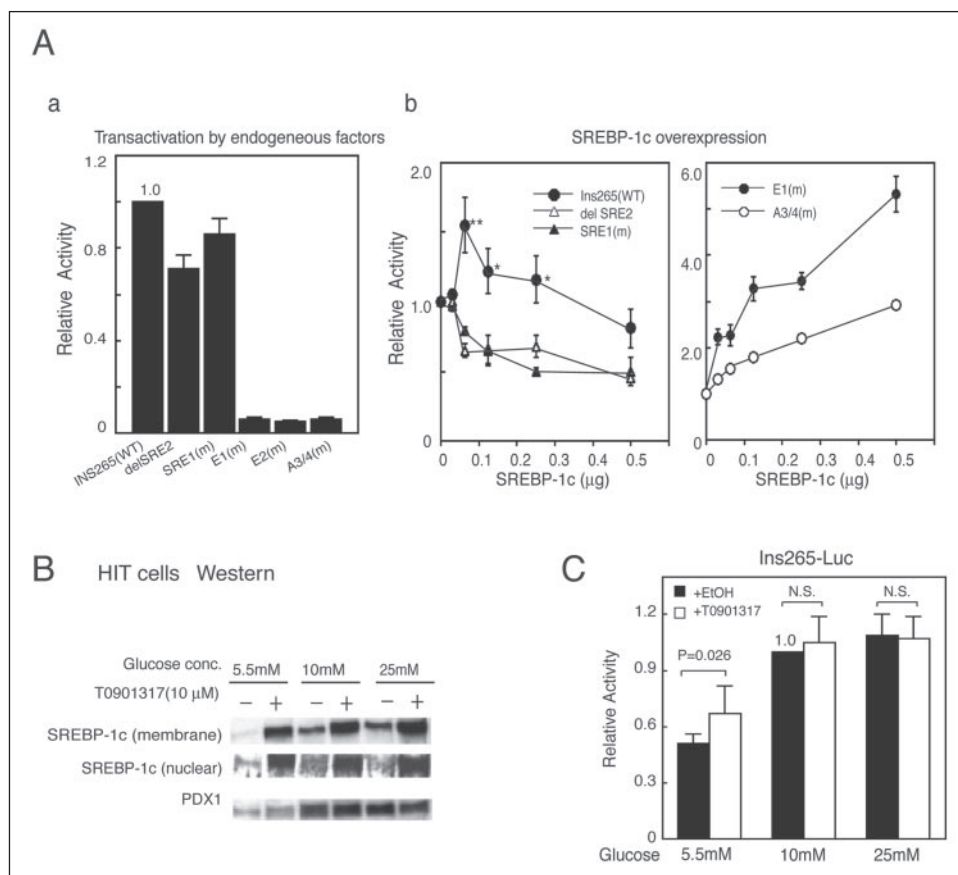 A
a
Transactivation by endogeneous factors
1.2
0.8
0.4
0
1.0
Relative Activity
INS265(WT)
delSRE2
SRE1(m)
E1(m)
E2(m)
A3/4(m)
b
SREBP-1c overexpression
2.0
1.0
0
Relative Activity
Ins265(WT)
del SRE2
SRE1(m)
**
*
*
0 0.1 0.2 0.3 0.4 0.5
SREBP-1c (μg)
6.0
4.0
2.0
0
E1(m)
A3/4(m)
0 0.1 0.2 0.3 0.4 0.5
SREBP-1c (μg)
B
HIT cells Western
Glucose conc. 5.5mM 10mM 25mM
T0901317(10 μM) − + − + − +
SREBP-1c (membrane)
SREBP-1c (nuclear)
PDX1
C
Ins265-Luc
+EtOH
+T0901317
N.S.
N.S.
P=0.026
1.0
1.2
0.9
0.6
0.3
0
Relative Activity
Glucose 5.5mM 10mM 25mM